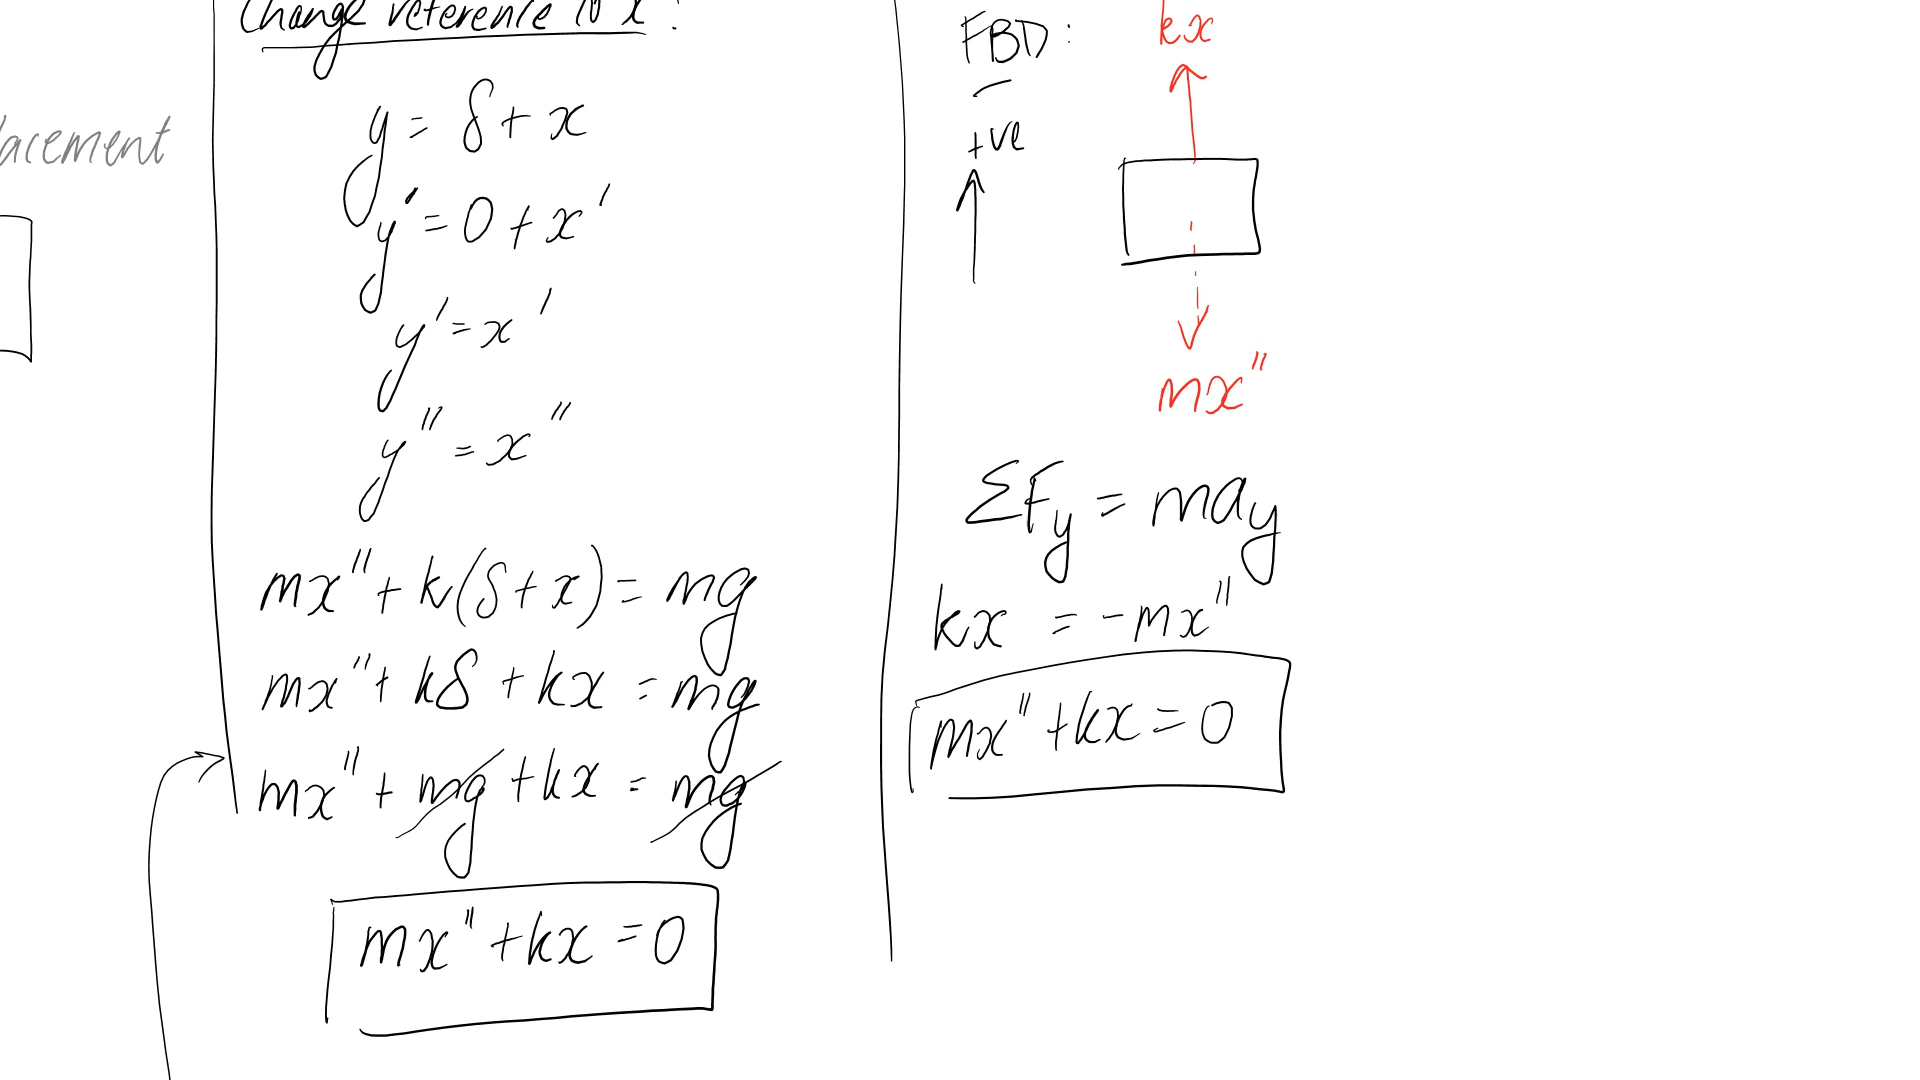 lacement
Change reference to x :
y = δ + x
y' = 0 + x'
y' = x'
y'' = x''
mx'' + k(δ + x) = mg
mx'' + kδ + kx = mg
mx'' + mg + kx = mg
mx'' + kx = 0
FBD :
+ve
kx
mx''
ΣFy = may
kx = -mx''
mx'' + kx = 0